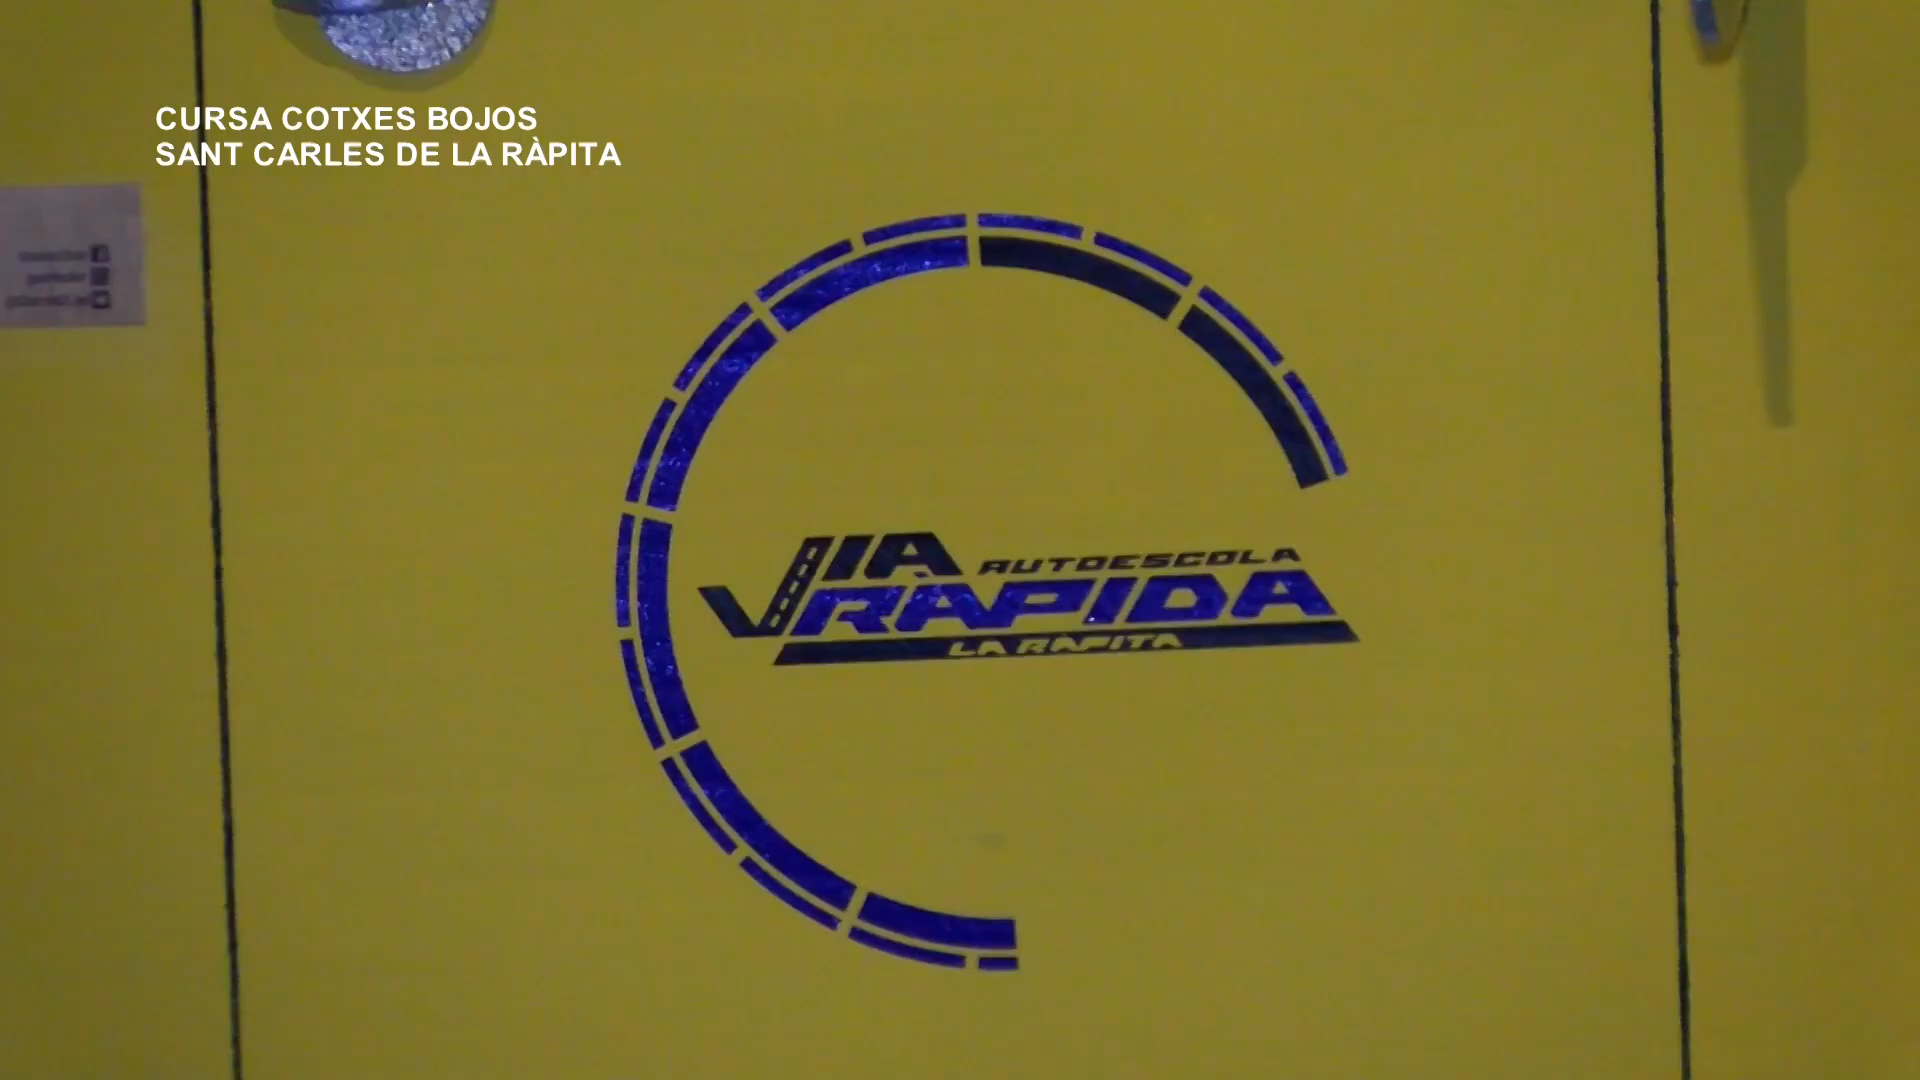 CURSA COTXES BOJOS
SANT CARLES DE LA RÀPITA
VIA
AUTOESCOLA
RÀPIDA
LA RÀPITA